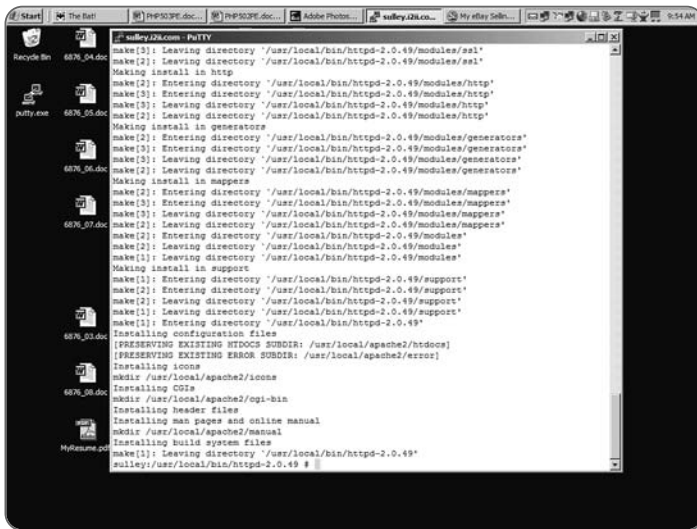 Start
The Bat!
PHP503PE.doc...
PHP502PE.doc...
Adobe Photos...
sulley.i2ii.co...
My eBay Sellin...
9:54 AM
Recycle Bin
putty.exe
6876_04.doc
6876_05.doc
6876_06.doc
6876_07.doc
6876_03.doc
6876_08.doc
MyResume.pdf
sulley.i2ii.com - PuTTY
make[3]: Leaving directory `/usr/local/bin/httpd-2.0.49/modules/ssl'
make[2]: Leaving directory `/usr/local/bin/httpd-2.0.49/modules/ssl'
Making install in http
make[2]: Entering directory `/usr/local/bin/httpd-2.0.49/modules/http'
make[3]: Entering directory `/usr/local/bin/httpd-2.0.49/modules/http'
make[3]: Leaving directory `/usr/local/bin/httpd-2.0.49/modules/http'
make[2]: Leaving directory `/usr/local/bin/httpd-2.0.49/modules/http'
Making install in generators
make[2]: Entering directory `/usr/local/bin/httpd-2.0.49/modules/generators'
make[3]: Entering directory `/usr/local/bin/httpd-2.0.49/modules/generators'
make[3]: Leaving directory `/usr/local/bin/httpd-2.0.49/modules/generators'
make[2]: Leaving directory `/usr/local/bin/httpd-2.0.49/modules/generators'
Making install in mappers
make[2]: Entering directory `/usr/local/bin/httpd-2.0.49/modules/mappers'
make[3]: Entering directory `/usr/local/bin/httpd-2.0.49/modules/mappers'
make[3]: Leaving directory `/usr/local/bin/httpd-2.0.49/modules/mappers'
make[2]: Leaving directory `/usr/local/bin/httpd-2.0.49/modules/mappers'
make[2]: Entering directory `/usr/local/bin/httpd-2.0.49/modules'
make[2]: Leaving directory `/usr/local/bin/httpd-2.0.49/modules'
make[1]: Leaving directory `/usr/local/bin/httpd-2.0.49/modules'
Making install in support
make[1]: Entering directory `/usr/local/bin/httpd-2.0.49/support'
make[2]: Entering directory `/usr/local/bin/httpd-2.0.49/support'
make[2]: Leaving directory `/usr/local/bin/httpd-2.0.49/support'
make[1]: Leaving directory `/usr/local/bin/httpd-2.0.49/support'
make[1]: Entering directory `/usr/local/bin/httpd-2.0.49'
Installing configuration files
[PRESERVING EXISTING HTDOCS SUBDIR: /usr/local/apache2/htdocs]
[PRESERVING EXISTING ERROR SUBDIR: /usr/local/apache2/error]
Installing icons
mkdir /usr/local/apache2/icons
Installing CGIs
mkdir /usr/local/apache2/cgi-bin
Installing header files
Installing man pages and online manual
mkdir /usr/local/apache2/manual
Installing build system files
make[1]: Leaving directory `/usr/local/bin/httpd-2.0.49'
sulley:/usr/local/bin/httpd-2.0.49 #